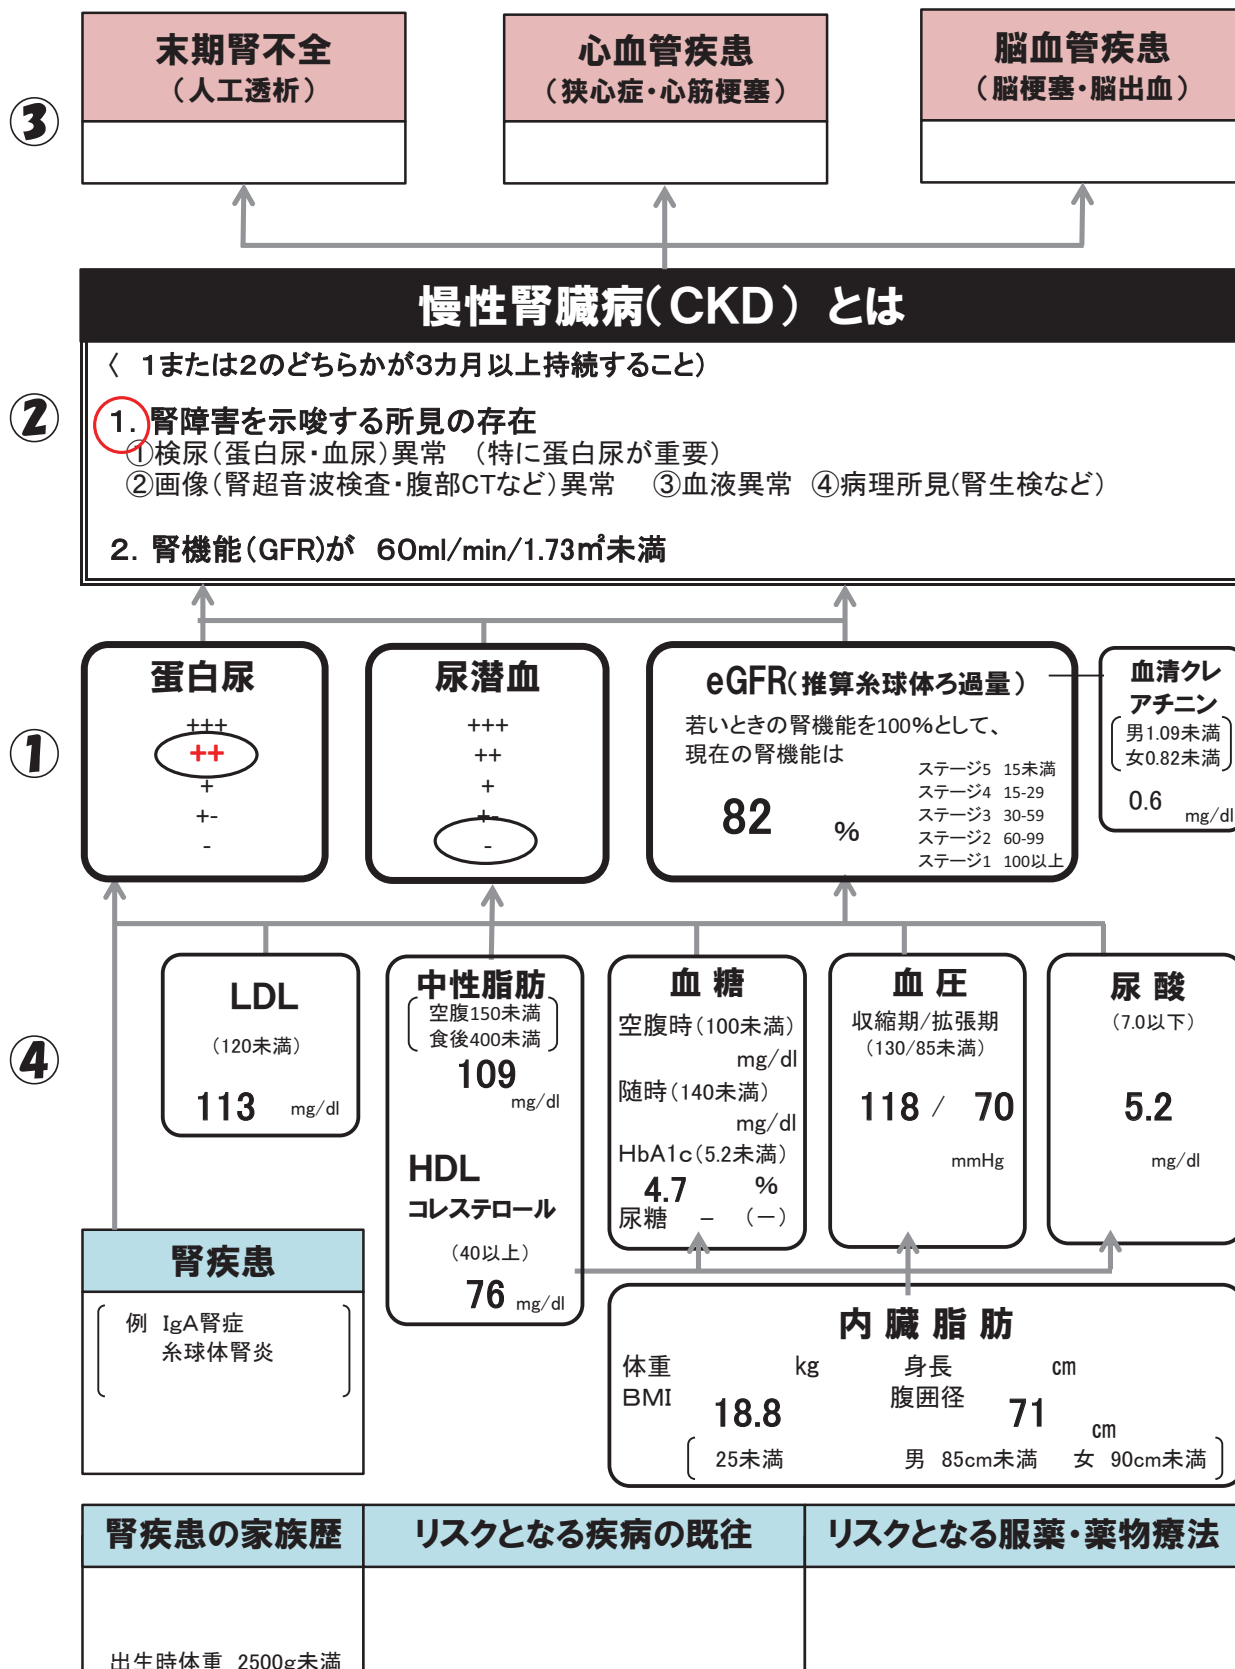 ③
末期腎不全
（人工透析）
心血管疾患
（狭心症・心筋梗塞）
脳血管疾患
（脳梗塞・脳出血）
慢性腎臓病（CKD） とは
②
〈 1または2のどちらかが3カ月以上持続すること）
1. 腎障害を示唆する所見の存在
①検尿（蛋白尿・血尿）異常 （特に蛋白尿が重要）
②画像（腎超音波検査・腹部CTなど）異常 ③血液異常 ④病理所見(腎生検など）
2. 腎機能（GFR)が 60ml/min/1.73㎡未満
①
蛋白尿
+++
++
+
+-
-
尿潜血
+++
++
+
+-
-
eGFR（推算糸球体ろ過量）
若いときの腎機能を100%として、
現在の腎機能は
82 %
ステージ5 15未満
ステージ4 15-29
ステージ3 30-59
ステージ2 60-99
ステージ1 100以上
血清クレ
アチニン
男1.09未満
女0.82未満
0.6 mg/dl
④
LDL
（120未満）
113 mg/dl
中性脂肪
空腹150未満
食後400未満
109
mg/dl
HDL
コレステロール
（40以上）
76 mg/dl
血 糖
空腹時（100未満）
mg/dl
随時（140未満）
mg/dl
HbA1c（5.2未満）
4.7 %
尿糖 － （－）
血 圧
収縮期/拡張期
（130/85未満）
118 / 70
mmHg
尿 酸
（7.0以下）
5.2
mg/dl
腎疾患
例 IgA腎症
糸球体腎炎
内 臓 脂 肪
体重 kg 身長 cm
BMI 18.8 腹囲径 71 cm
25未満 男 85cm未満 女 90cm未満
腎疾患の家族歴
リスクとなる疾病の既往
リスクとなる服薬・薬物療法
出生時体重 2500g未満